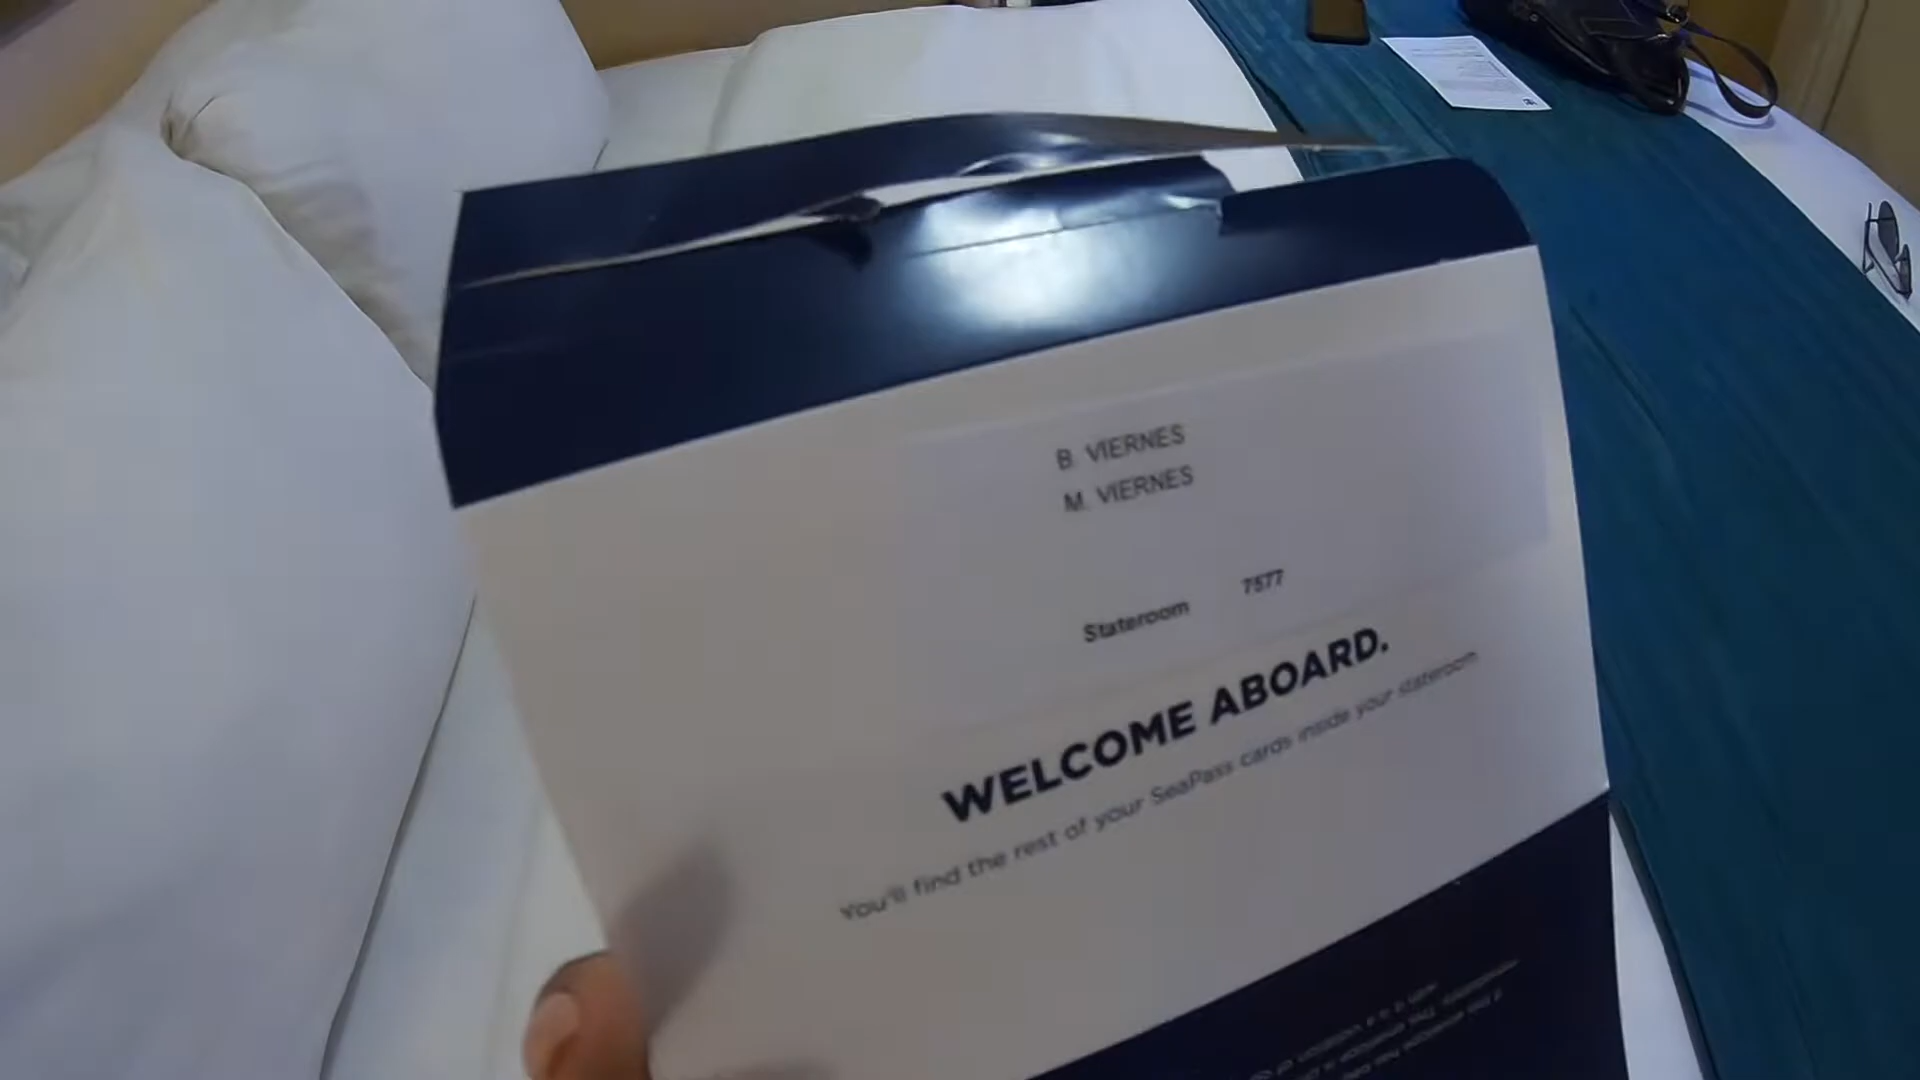 B. VIERNES
M. VIERNES
Stateroom 7577
WELCOME ABOARD.
You'll find the rest of your SeaPass cards inside your stateroom